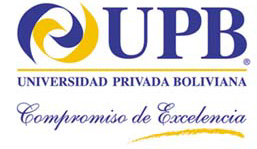 UPB®
UNIVERSIDAD PRIVADA BOLIVIANA
Compromiso de Excelencia